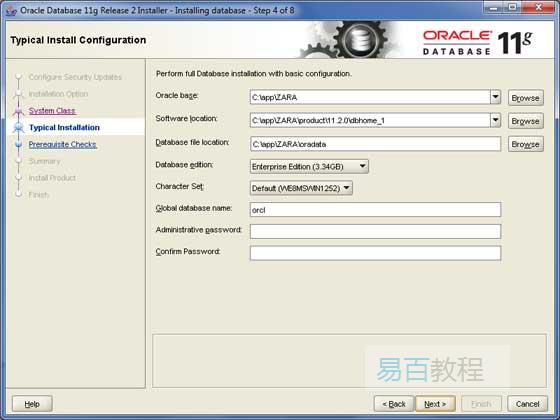 Oracle Database 11g Release 2 Installer - Installing database - Step 4 of 8
Typical Install Configuration
ORACLE
DATABASE 11g
Configure Security Updates
Installation Option
System Class
Typical Installation
Prerequisite Checks
Summary
Install Product
Finish
Perform full Database installation with basic configuration.
Oracle base: C:\app\ZARA Browse
Software location: C:\app\ZARA\product\11.2.0\dbhome_1 Browse
Database file location: C:\app\ZARA\oradata Browse
Database edition: Enterprise Edition (3.34GB)
Character Set: Default (WE8MSWIN1252)
Global database name: orcl
Administrative password:
Confirm Password:
易百教程
Help < Back Next > Finish Cancel